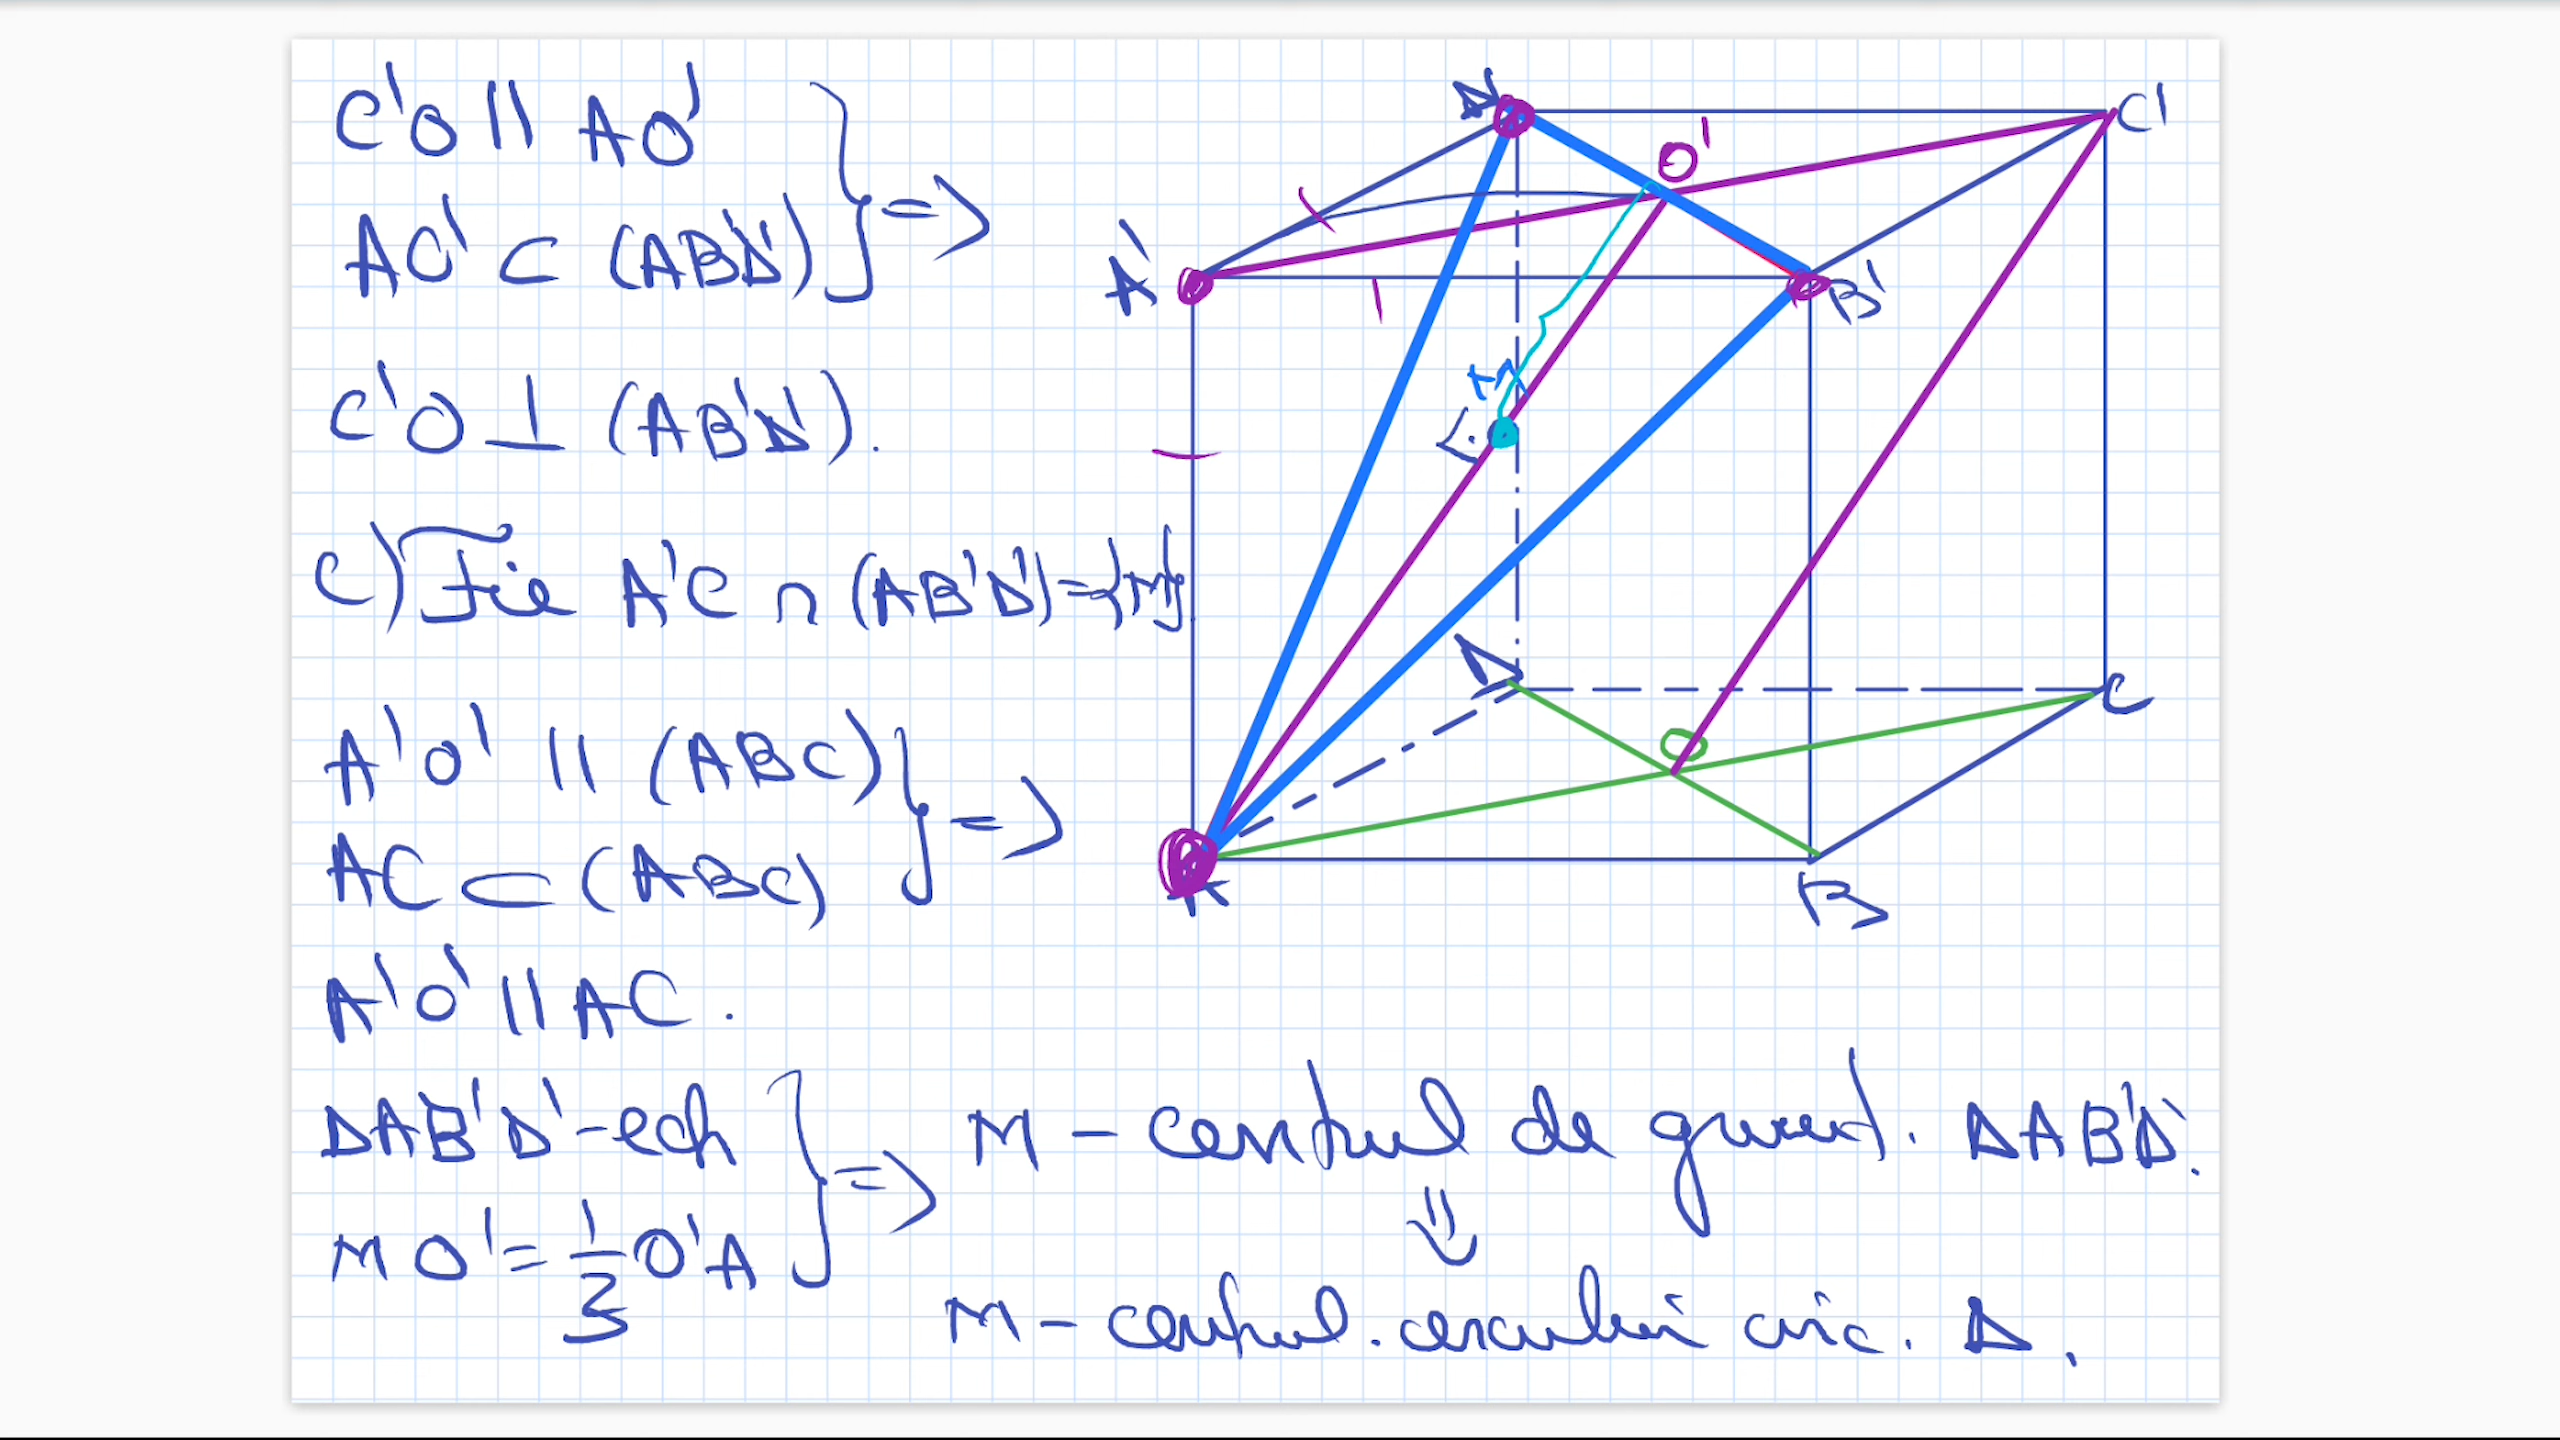 C'O || AO'
AO' ⊂ (AB'D') } =>
C'O ⊥ (AB'D').
c) Fie A'C ∩ (AB'D') = {M}
A'O' || (ABC)
AC ⊂ (ABC) } =>
A'O' || AC.
ΔAB'D' - ech
MO' = 1/3 O'A } => M - centrul de greut. ΔAB'D'.
⇓
M - centrul. cercului circ. Δ.
D'
C'
O'
A'
B'
M
D
C
O
A
B